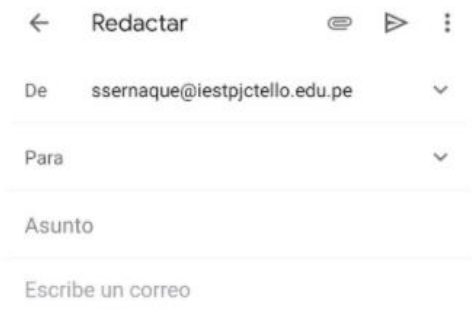 Redactar
De ssernaque@iestpjctello.edu.pe
Para
Asunto
Escribe un correo